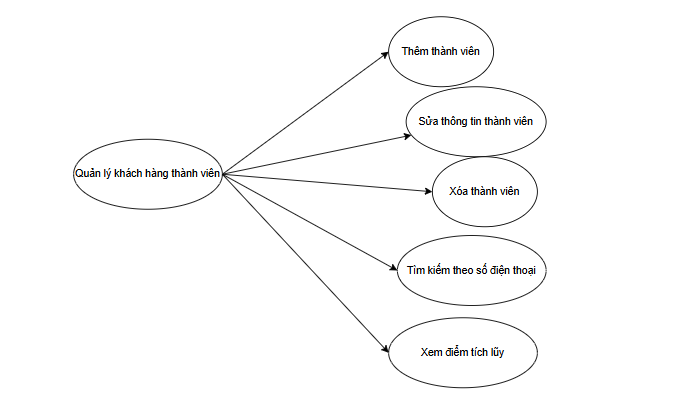 Thêm thành viên
Sửa thông tin thành viên
Quản lý khách hàng thành viên
Xóa thành viên
Tìm kiếm theo số điện thoại
Xem điểm tích lũy